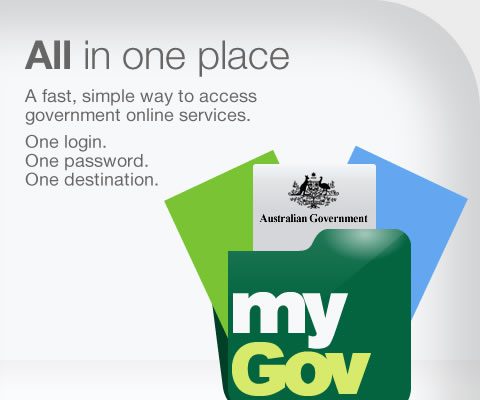 All in one place
A fast, simple way to access
government online services.
One login.
One password.
One destination.
Australian Government
my
Gov